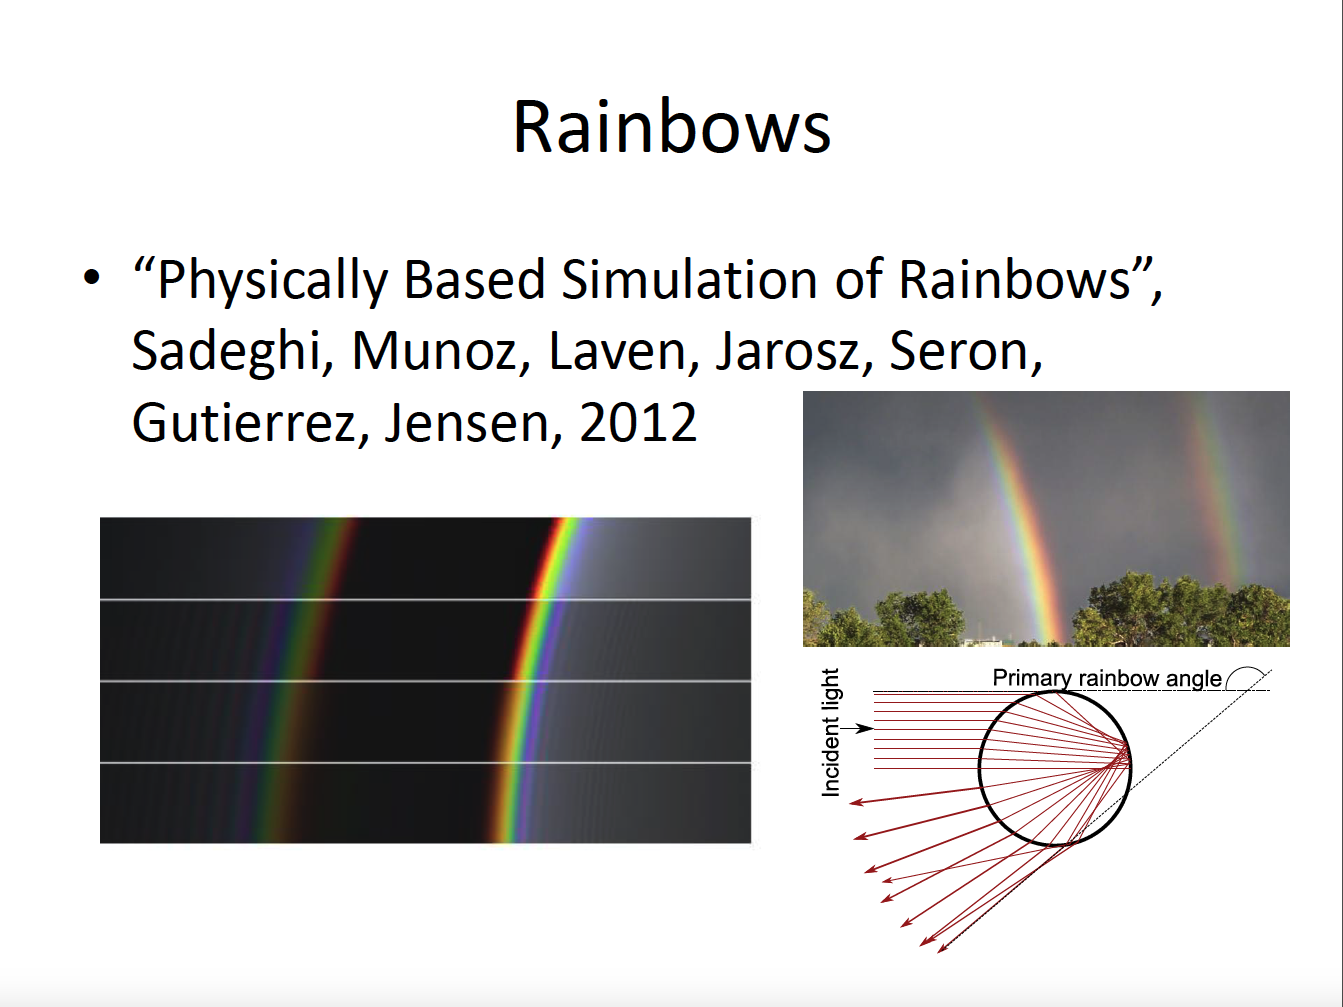 Rainbows
• “Physically Based Simulation of Rainbows”,
Sadeghi, Munoz, Laven, Jarosz, Seron,
Gutierrez, Jensen, 2012
Primary rainbow angle
Incident light